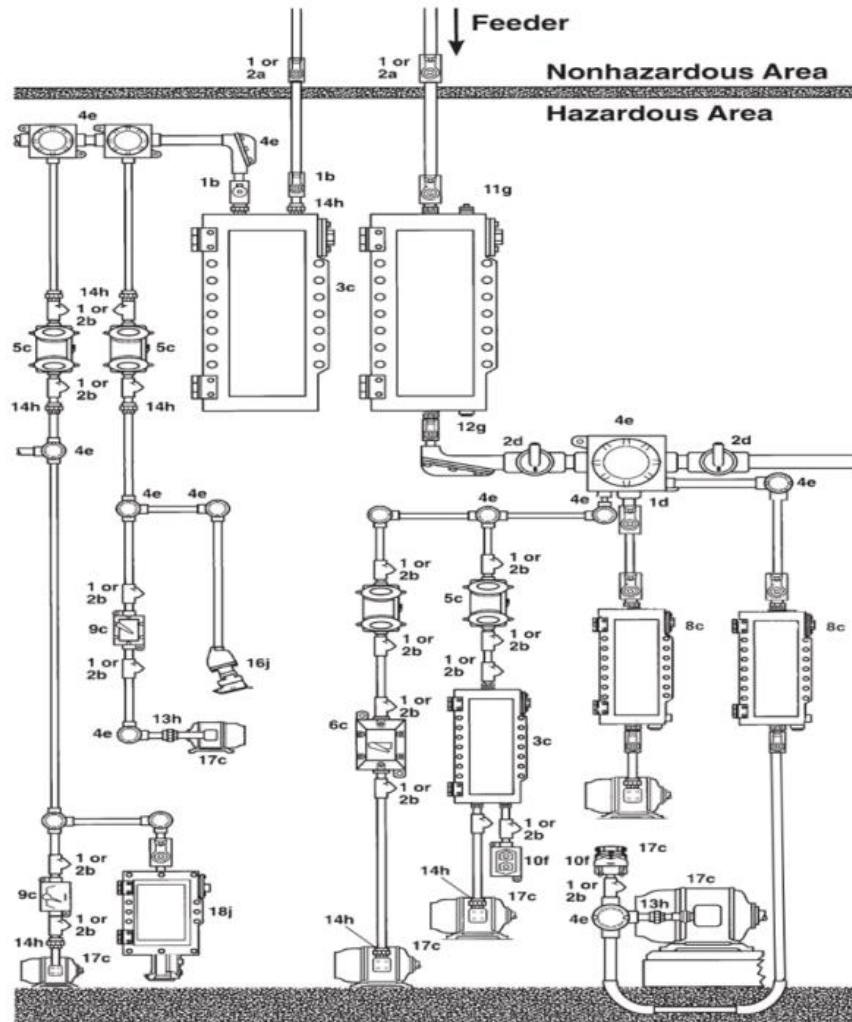 Feeder
1 or
2a
1 or
2a
Nonhazardous Area
Hazardous Area
4e
4e
1b
1b
14h
11g
3c
14h
1 or
2b
5c
5c
1 or
2b
14h
14h
4e
12g
4e
2d
2d
4e
4e
4e
4e
4e
1d
1 or
2b
1 or
2b
1 or
2b
5c
9c
1 or
2b
1 or
2b
8c
8c
1 or
2b
16j
1 or
2b
1 or
2b
6c
3c
4e
13h
17c
1 or
2b
1 or
2b
10f
1 or
2b
9c
18j
1 or
2b
14h
17c
14h
17c
14h
17c
10f
17c
1 or
2b
17c
4e
13h